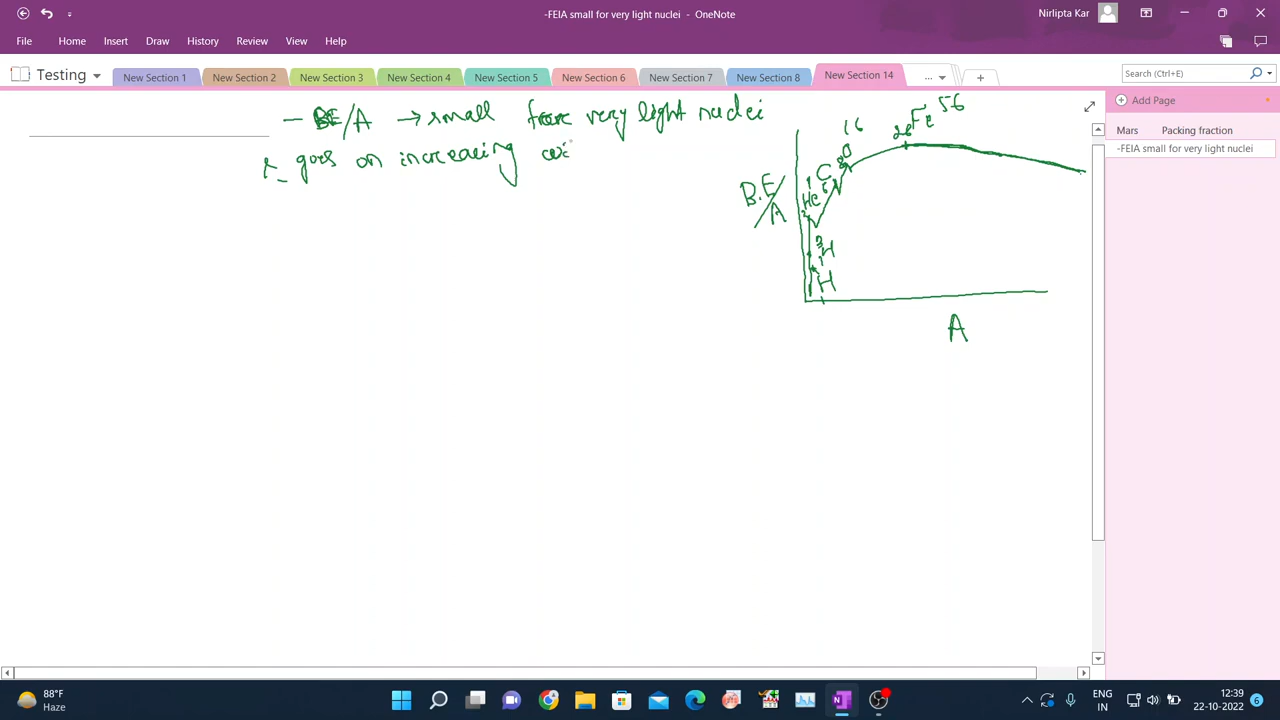 -FEIA small for very light nuclei - OneNote
Nirlipta Kar
File Home Insert Draw History Review View Help
Testing
New Section 1 New Section 2 New Section 3 New Section 4 New Section 5 New Section 6 New Section 7 New Section 8 New Section 14 ...
Search (Ctrl+E)
Add Page
Mars Packing fraction
-FEIA small for very light nuclei
- BE/A → small for very light nuclei
goes on increasing
B.E/A
H
H
He
C 6
8 O 16
26 Fe 56
A
88°F
Haze
ENG
IN
12:39
22-10-2022
6